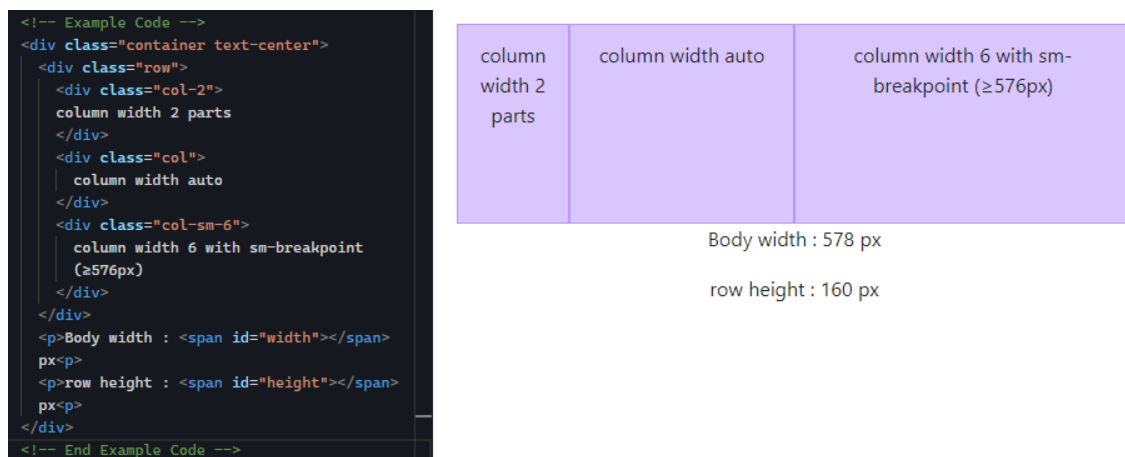 <!-- Example Code -->
<div class="container text-center">
<div class="row">
<div class="col-2">
column width 2 parts
</div>
<div class="col">
column width auto
</div>
<div class="col-sm-6">
column width 6 with sm-breakpoint
(≥576px)
</div>
</div>
<p>Body width : <span id="width"></span>
px<p>
<p>row height : <span id="height"></span>
px<p>
</div>
<!-- End Example Code -->
column
width 2
parts
column width auto
column width 6 with sm-
breakpoint (≥576px)
Body width : 578 px
row height : 160 px